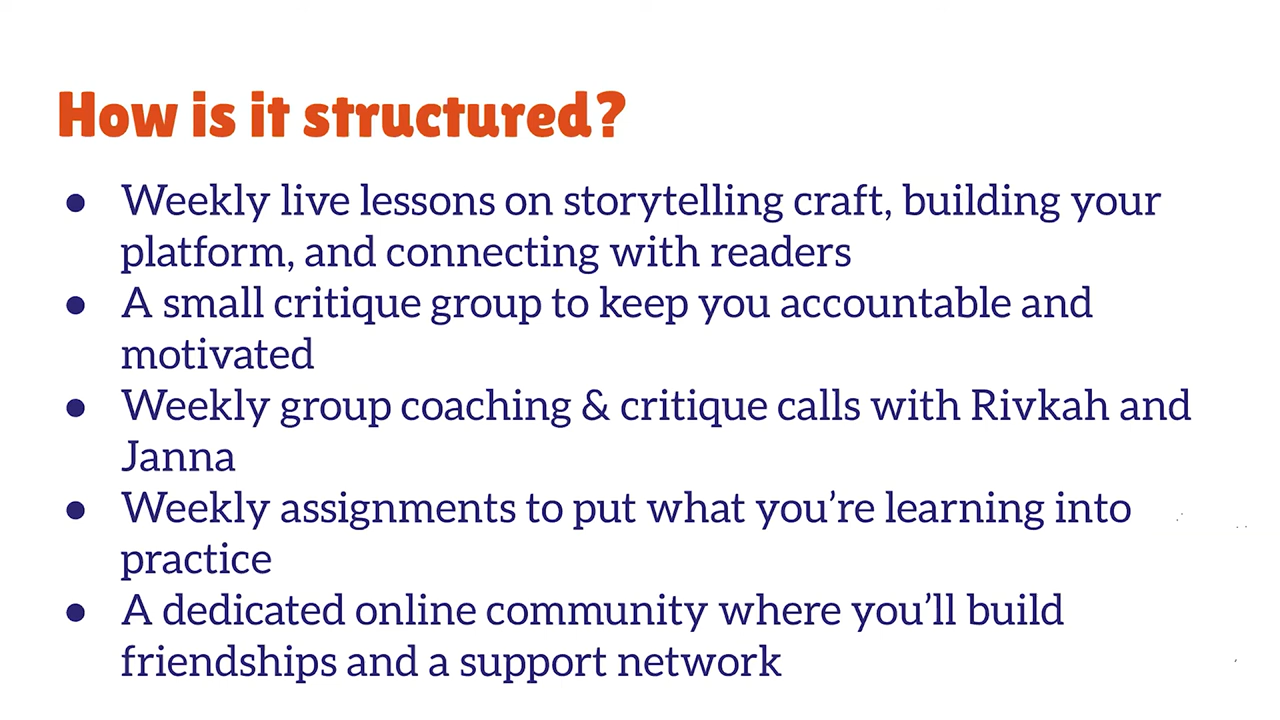 How is it structured?
● Weekly live lessons on storytelling craft, building your
platform, and connecting with readers
● A small critique group to keep you accountable and
motivated
● Weekly group coaching & critique calls with Rivkah and
Janna
● Weekly assignments to put what you’re learning into
practice
● A dedicated online community where you’ll build
friendships and a support network